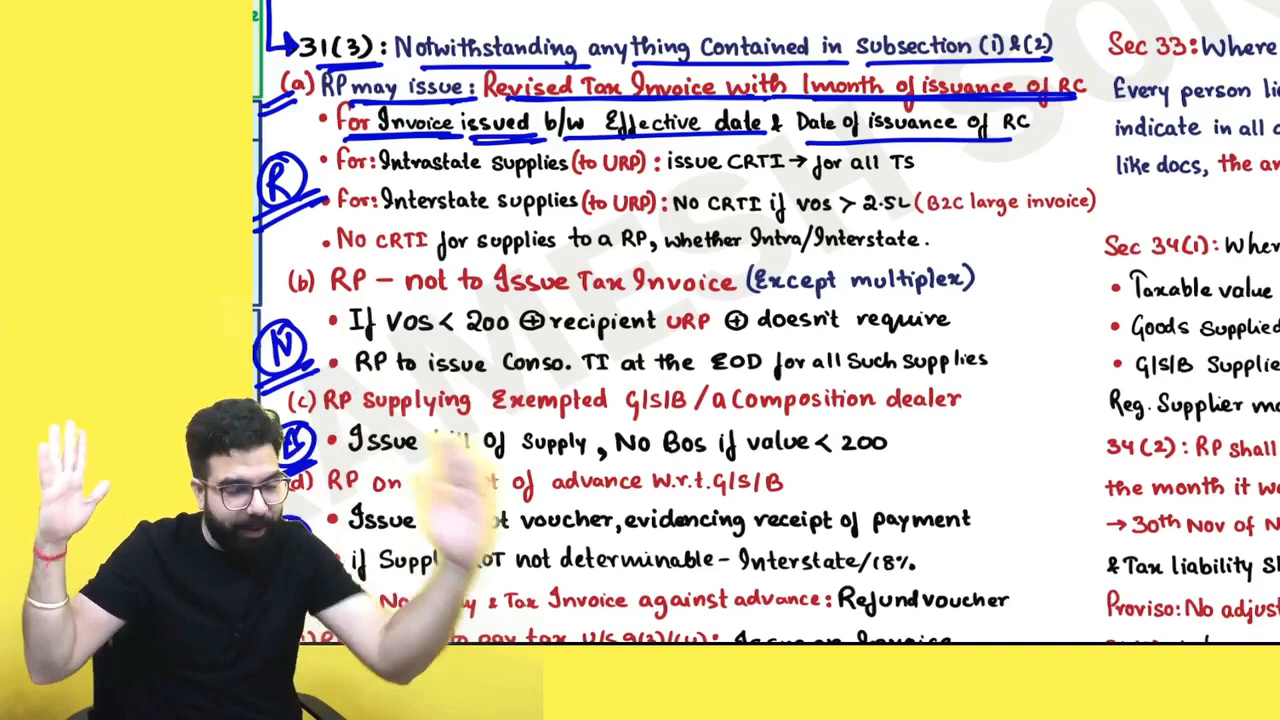 31(3): Notwithstanding anything Contained in subsection (1) & (2)
(a) RP may issue: Revised Tax Invoice with 1month of issuance of RC
• For Invoice issued b/w Effective date & Date of issuance of RC
R
• For: Intrastate supplies (to URP) : issue CRTI → for all TS
• For: Interstate supplies (to URP): NO CRTI if VOS > 2.5L (B2C large invoice)
• NO CRTI for supplies to a RP, whether Intra/Interstate.
(b) RP – not to Issue Tax Invoice (Except multiplex)
• If VOS < 200 ⊕ recipient URP ⊕ doesn't require
N
• RP to issue Conso. TI at the EOD for all Such supplies
(c) RP Supplying Exempted G/S/B / a Composition dealer
• Issue of Supply, No Bos if value < 200
d) RP on of advance W.r.t. G/S/B
Issue voucher, evidencing receipt of payment
if not determinable - Interstate/18%.
& Tax Invoice against advance: Refund voucher
to pay tax Issue an Invoice
Sec 33: Where
Every person
indicate in all
like docs, the
Sec 34(1): Wher
• Taxable value
• Goods Supplied
• G/S/B Supplie
Reg. Supplier
34(2): RP shall
the month it
→ 30th Nov of
& Tax liability
Proviso: No adjust